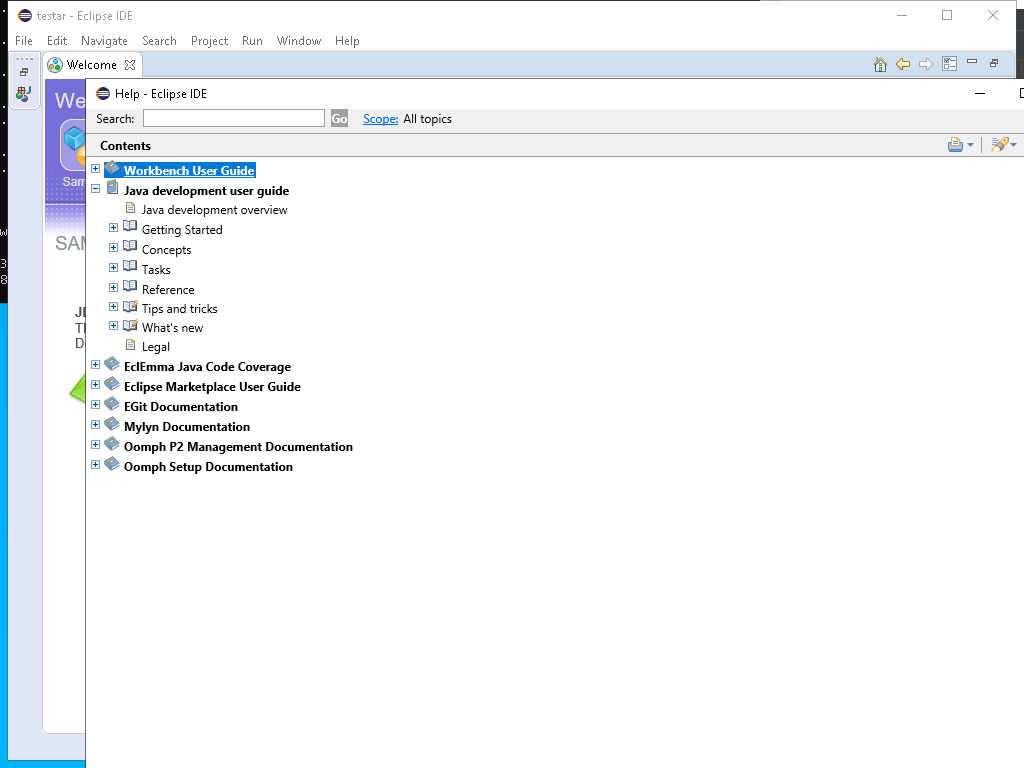 testar - Eclipse IDE
File Edit Navigate Search Project Run Window Help
Welcome
We
Help - Eclipse IDE
Search: Go Scope: All topics
Contents
Workbench User Guide
Java development user guide
Java development overview
Getting Started
Concepts
Tasks
Reference
Tips and tricks
What's new
Legal
EclEmma Java Code Coverage
Eclipse Marketplace User Guide
EGit Documentation
Mylyn Documentation
Oomph P2 Management Documentation
Oomph Setup Documentation
Sam
SAM